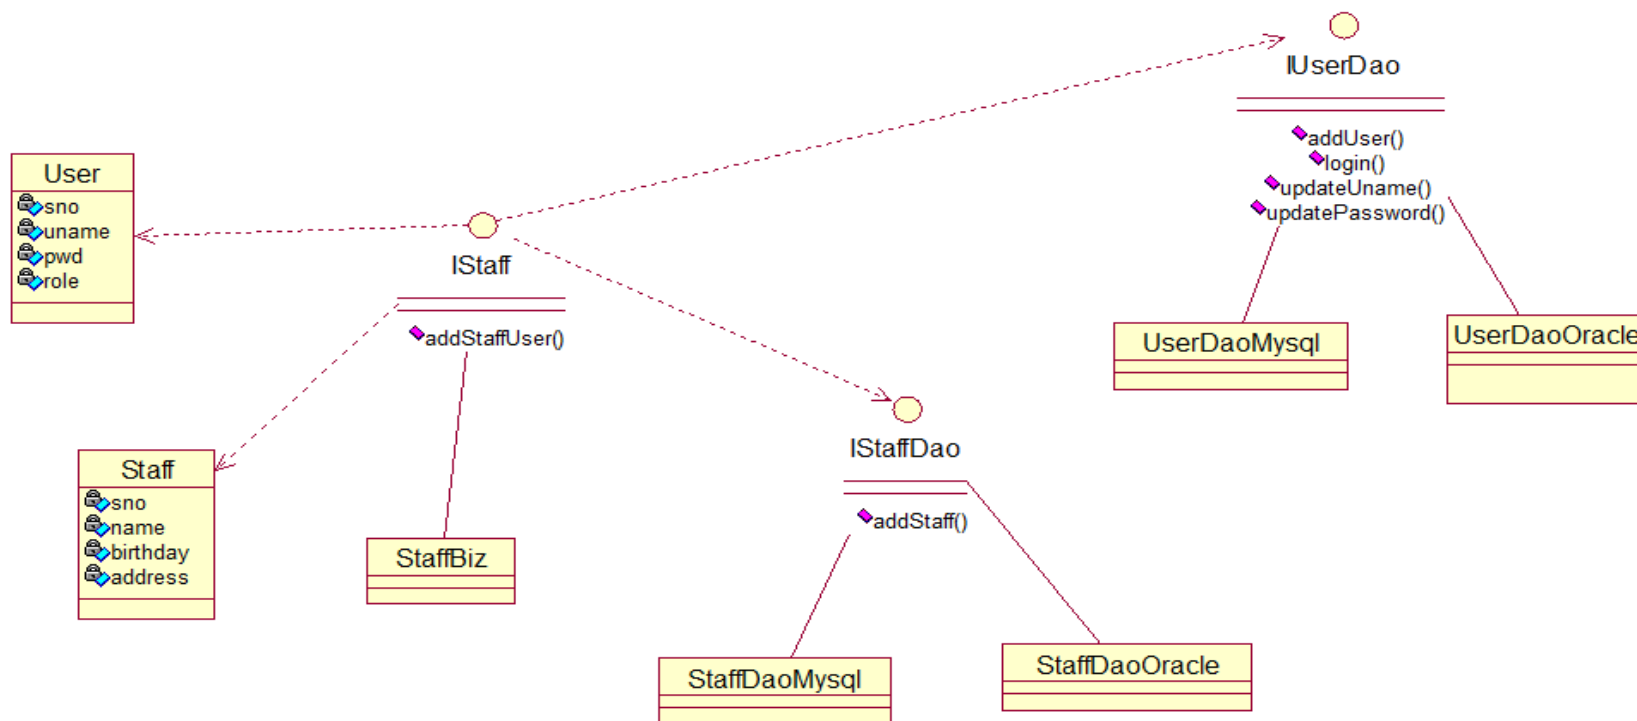 IUserDao
addUser()
login()
updateUname()
updatePassword()
User
sno
uname
pwd
role
IStaff
addStaffUser()
UserDaoMysql
UserDaoOracle
IStaffDao
addStaff()
Staff
sno
name
birthday
address
StaffBiz
StaffDaoMysql
StaffDaoOracle